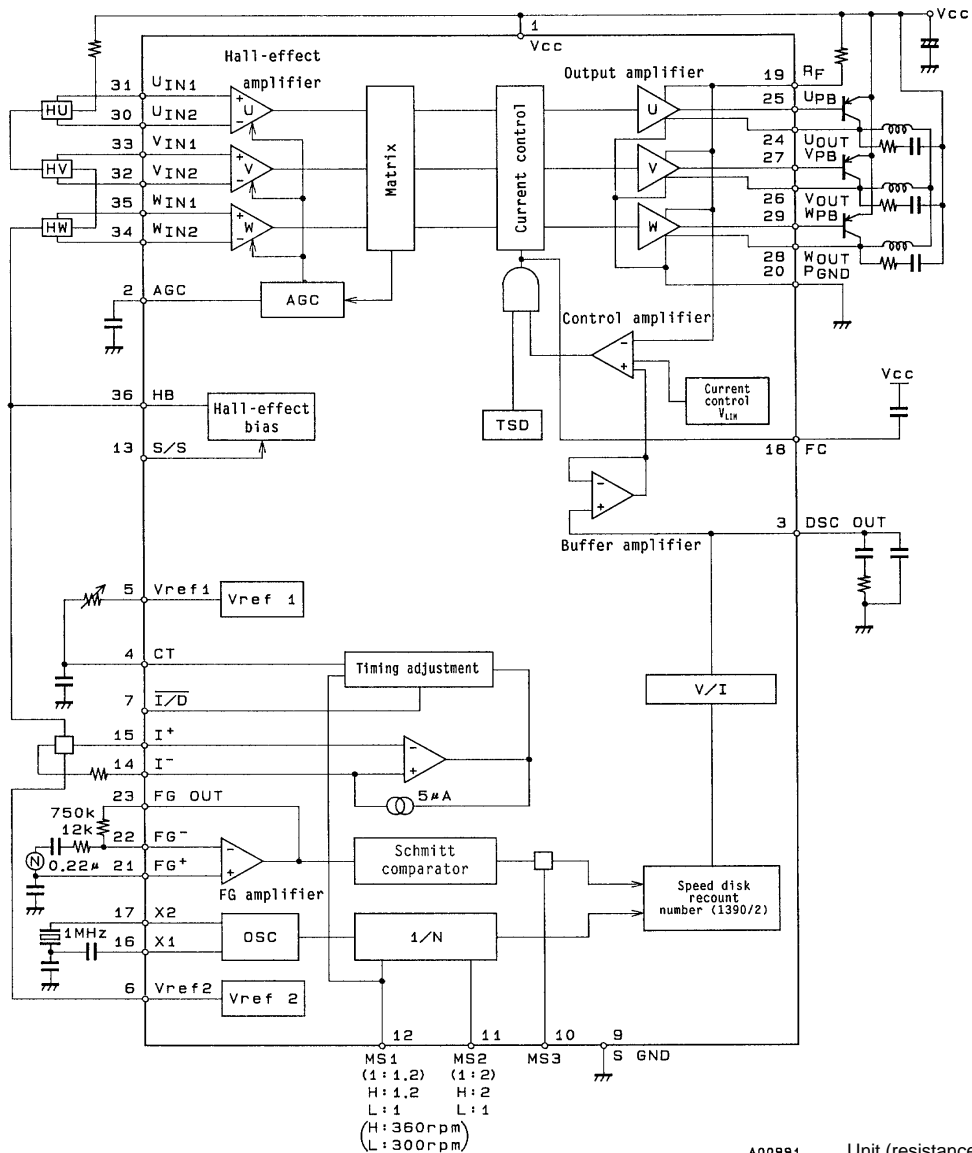 Vcc
1
Vcc
Hall-effect
amplifier
Output amplifier
19 RF
31 UIN1
25 UPB
HU
30 UIN2
U
U
33 VIN1
24 UOUT
27 VPB
HV
32 VIN2
V
V
35 WIN1
26 VOUT
29 WPB
HW
34 WIN2
W
W
28 WOUT
20 PGND
Matrix
Current control
2 AGC
AGC
Control amplifier
Vcc
36 HB
Hall-effect
bias
Current
control
VLIM
TSD
13 S/S
18 FC
3 DSC OUT
Buffer amplifier
5 Vref1
Vref 1
4 CT
Timing adjustment
7 I/D
V/I
15 I+
14 I-
5μA
23 FG OUT
750k
12k
22 FG-
N
0.22μ
21 FG+
FG amplifier
Schmitt
comparator
Speed disk
recount
number (1390/2)
17 X2
1MHz
16 X1
OSC
1/N
6 Vref2
Vref 2
12 11 10 9
MS1 MS2 MS3 S GND
(1:1.2) (1:2)
H:1.2 H:2
L:1 L:1
(H:360rpm
L:300rpm)
A00991 Unit (resistance